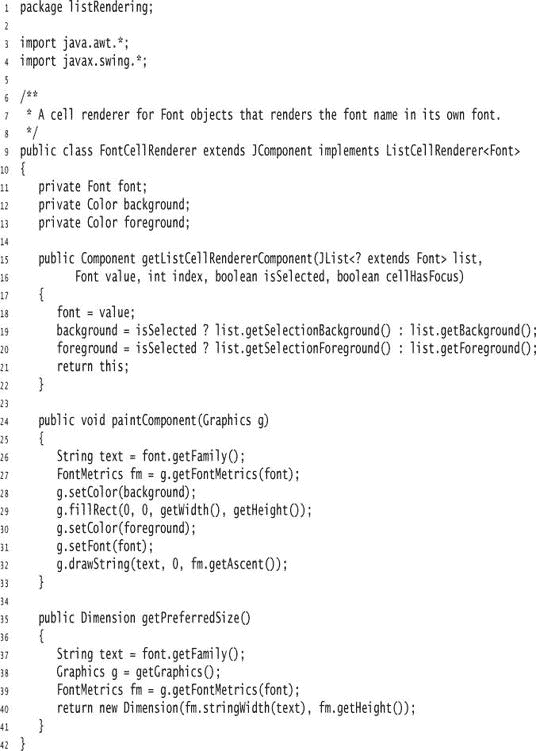 1 package listRendering;
2
3 import java.awt.*;
4 import javax.swing.*;
5
6 /**
7  * A cell renderer for Font objects that renders the font name in its own font.
8  */
9 public class FontCellRenderer extends JComponent implements ListCellRenderer<Font>
10 {
11    private Font font;
12    private Color background;
13    private Color foreground;
14
15    public Component getListCellRendererComponent(JList<? extends Font> list,
16          Font value, int index, boolean isSelected, boolean cellHasFocus)
17    {
18       font = value;
19       background = isSelected ? list.getSelectionBackground() : list.getBackground();
20       foreground = isSelected ? list.getSelectionForeground() : list.getForeground();
21       return this;
22    }
23
24    public void paintComponent(Graphics g)
25    {
26       String text = font.getFamily();
27       FontMetrics fm = g.getFontMetrics(font);
28       g.setColor(background);
29       g.fillRect(0, 0, getWidth(), getHeight());
30       g.setColor(foreground);
31       g.setFont(font);
32       g.drawString(text, 0, fm.getAscent());
33    }
34
35    public Dimension getPreferredSize()
36    {
37       String text = font.getFamily();
38       Graphics g = getGraphics();
39       FontMetrics fm = g.getFontMetrics(font);
40       return new Dimension(fm.stringWidth(text), fm.getHeight());
41    }
42 }